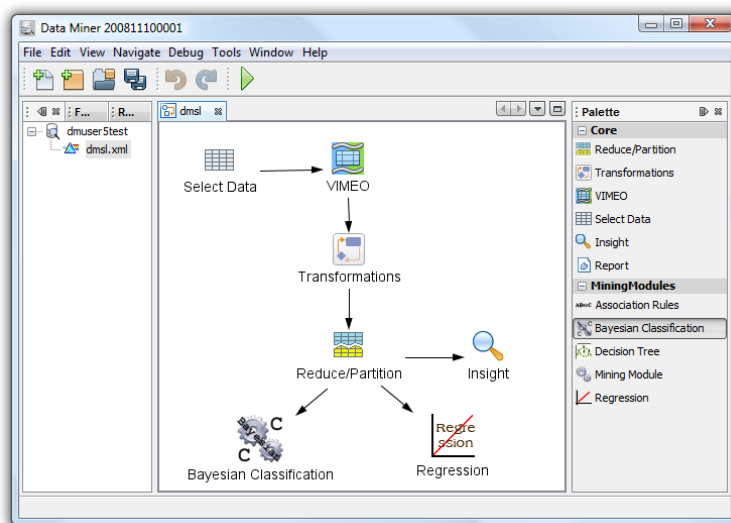 Data Miner 200811100001
File Edit View Navigate Debug Tools Window Help
F... R...
dmuser5test
dmsl.xml
dmsl
Select Data
VIMEO
Transformations
Reduce/Partition
Insight
C
Bayesian
C
Bayesian Classification
Regre
ssion
Regression
Palette
Core
Reduce/Partition
Transformations
VIMEO
Select Data
Insight
Report
MiningModules
Association Rules
Bayesian Classification
Decision Tree
Mining Module
Regression